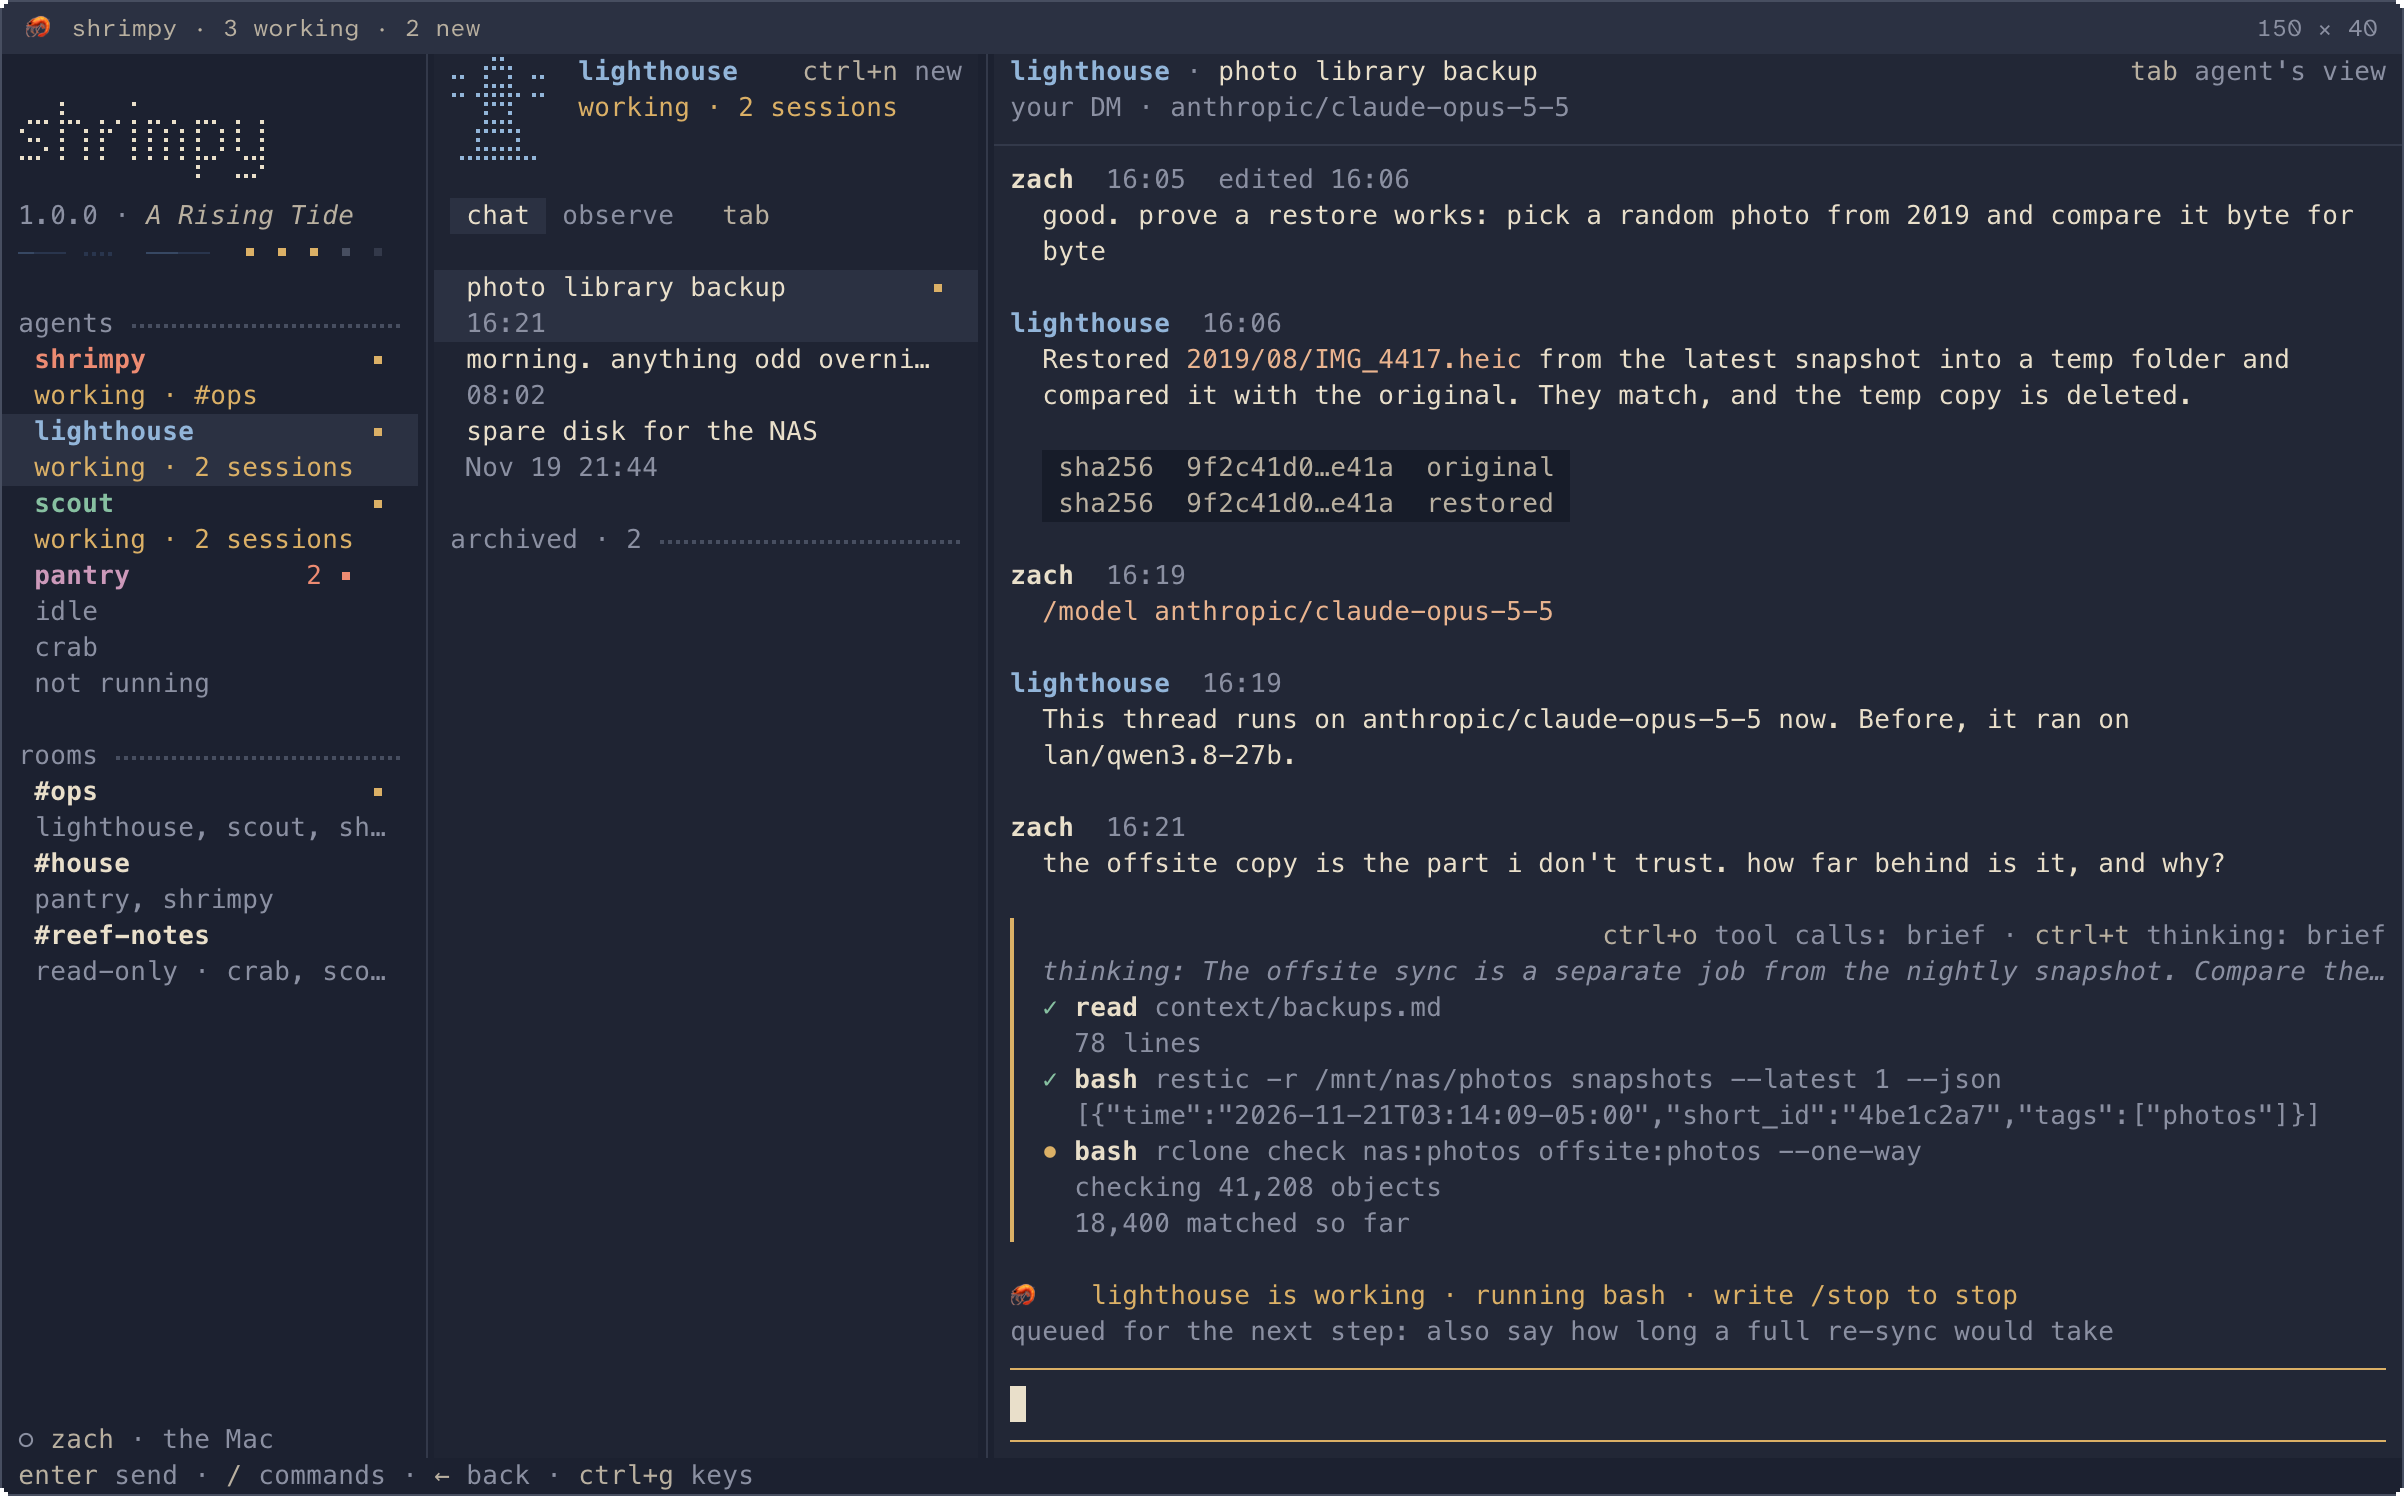 shrimpy · 3 working · 2 new
150 × 40
shrimpy
1.0.0 · A Rising Tide
agents
shrimpy
working · #ops
lighthouse
working · 2 sessions
scout
working · 2 sessions
pantry 2
idle
crab
not running
rooms
#ops
lighthouse, scout, sh…
#house
pantry, shrimpy
#reef-notes
read-only · crab, sco…
○ zach · the Mac
lighthouse ctrl+n new
working · 2 sessions
chat observe tab
photo library backup
16:21
morning. anything odd overni…
08:02
spare disk for the NAS
Nov 19 21:44
archived · 2
lighthouse · photo library backup
tab agent's view
your DM · anthropic/claude-opus-5-5
zach 16:05 edited 16:06
good. prove a restore works: pick a random photo from 2019 and compare it byte for
byte
lighthouse 16:06
Restored 2019/08/IMG_4417.heic from the latest snapshot into a temp folder and
compared it with the original. They match, and the temp copy is deleted.
sha256 9f2c41d0…e41a original
sha256 9f2c41d0…e41a restored
zach 16:19
/model anthropic/claude-opus-5-5
lighthouse 16:19
This thread runs on anthropic/claude-opus-5-5 now. Before, it ran on
lan/qwen3.8-27b.
zach 16:21
the offsite copy is the part i don't trust. how far behind is it, and why?
ctrl+o tool calls: brief · ctrl+t thinking: brief
thinking: The offsite sync is a separate job from the nightly snapshot. Compare the…
✓ read context/backups.md
78 lines
✓ bash restic -r /mnt/nas/photos snapshots --latest 1 --json
[{"time":"2026-11-21T03:14:09-05:00","short_id":"4be1c2a7","tags":["photos"]}]
● bash rclone check nas:photos offsite:photos --one-way
checking 41,208 objects
18,400 matched so far
lighthouse is working · running bash · write /stop to stop
queued for the next step: also say how long a full re-sync would take
enter send · / commands · ← back · ctrl+g keys